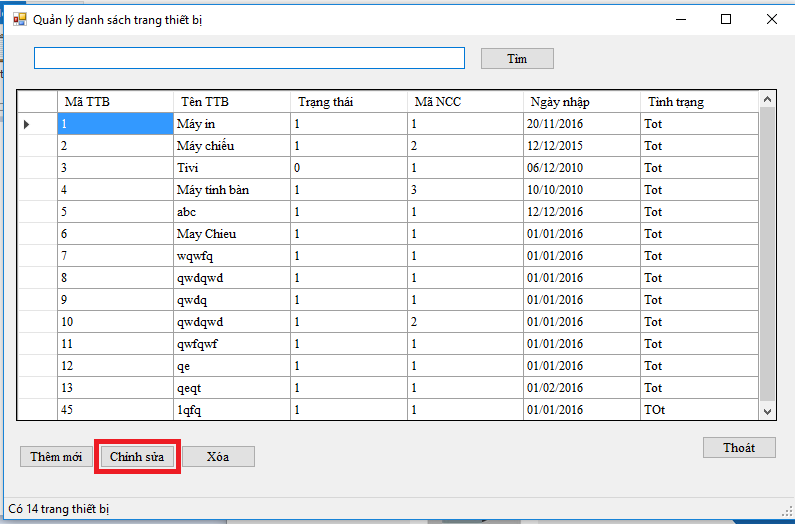 Quản lý danh sách trang thiết bị
Tìm
Mã TTB Tên TTB Trạng thái Mã NCC Ngày nhập Tình trạng
1 Máy in 1 1 20/11/2016 Tot
2 Máy chiếu 1 2 12/12/2015 Tot
3 Tivi 0 1 06/12/2010 Tot
4 Máy tính bàn 1 3 10/10/2010 Tot
5 abc 1 1 12/12/2016 Tot
6 May Chieu 1 1 01/01/2016 Tot
7 wqwfq 1 1 01/01/2016 Tot
8 qwdqwd 1 1 01/01/2016 Tot
9 qwdq 1 1 01/01/2016 Tot
10 qwdqwd 1 2 01/01/2016 Tot
11 qwfqwf 1 1 01/01/2016 Tot
12 qe 1 1 01/01/2016 Tot
13 qeqt 1 1 01/02/2016 Tot
45 1qfq 1 1 01/01/2016 TOt
Thêm mới Chỉnh sửa Xóa Thoát
Có 14 trang thiết bị